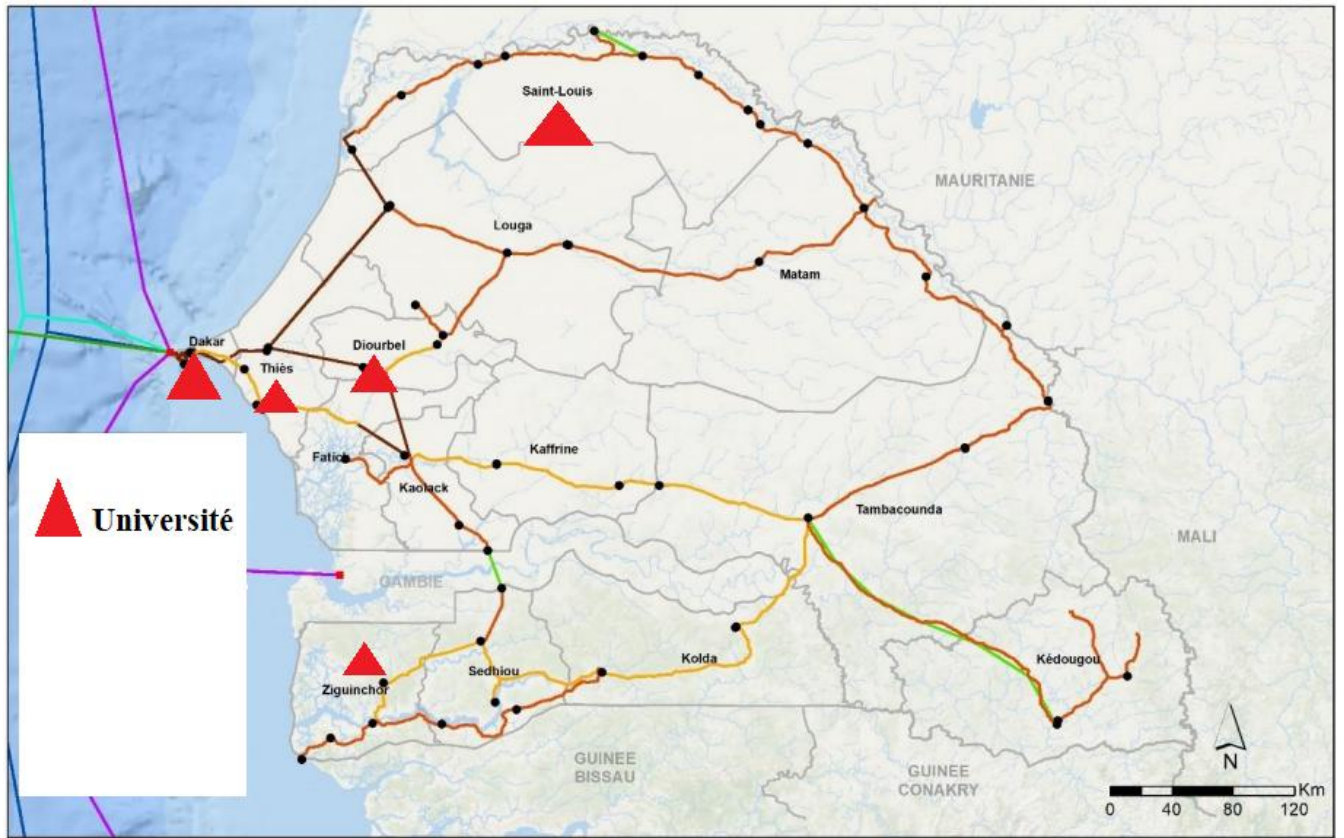 Saint-Louis
MAURITANIE
Louga
Matam
Dakar
Diourbel
Thiès
Kaffrine
Fatick
Kaolack
Tambacounda
Université
MALI
GAMBIE
Kolda
Kédougou
Sedhiou
Ziguinchor
GUINEE
BISSAU
GUINEE
CONAKRY
N
Km
0 20 40 80 120